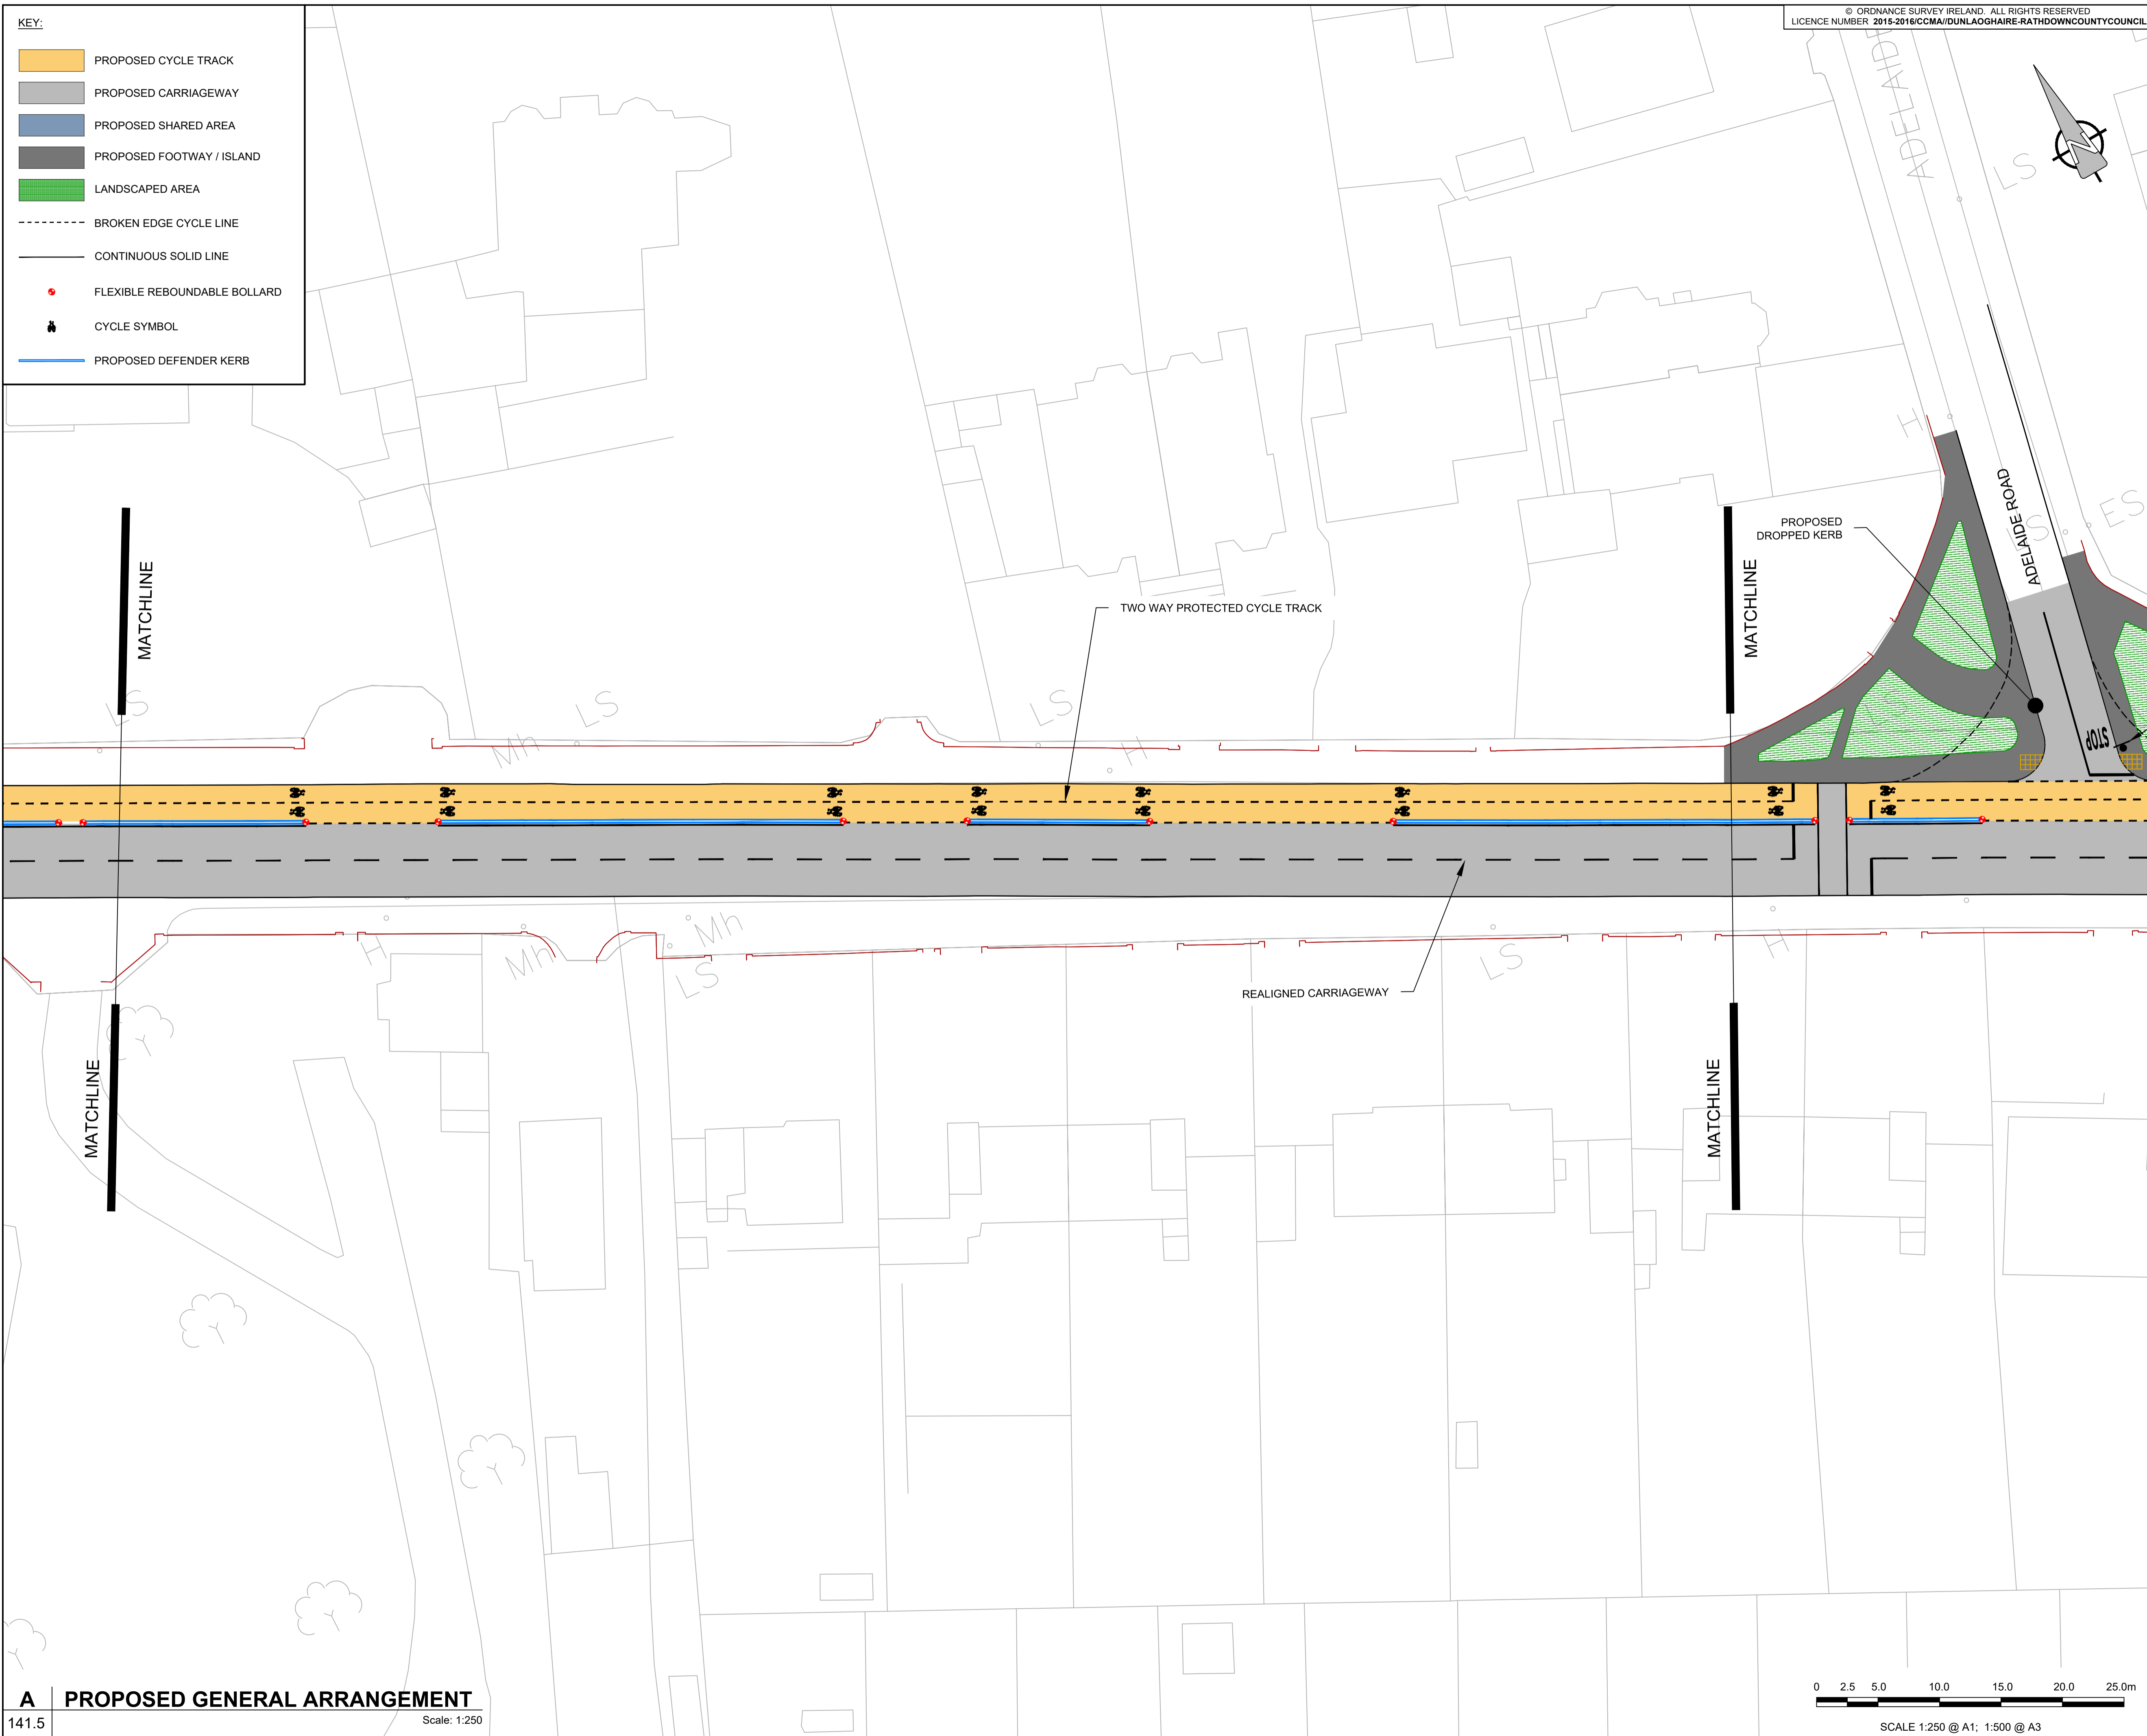 KEY:
PROPOSED CYCLE TRACK
PROPOSED CARRIAGEWAY
PROPOSED SHARED AREA
PROPOSED FOOTWAY / ISLAND
LANDSCAPED AREA
BROKEN EDGE CYCLE LINE
CONTINUOUS SOLID LINE
FLEXIBLE REBOUNDABLE BOLLARD
CYCLE SYMBOL
PROPOSED DEFENDER KERB
© ORDNANCE SURVEY IRELAND. ALL RIGHTS RESERVED
LICENCE NUMBER 2015-2016/CCMA//DUNLAOGHAIRE-RATHDOWNCOUNTYCOUNCIL
LS
H
ES
LS
ADELAIDE ROAD
PROPOSED
DROPPED KERB
MATCHLINE
MATCHLINE
TWO WAY PROTECTED CYCLE TRACK
LS
LS
LS
LS
Mh
H
STOP
H
Mh
Mh
LS
LS
H
REALIGNED CARRIAGEWAY
MATCHLINE
MATCHLINE
A
PROPOSED GENERAL ARRANGEMENT
141.5
Scale: 1:250
0 2.5 5.0 10.0 15.0 20.0 25.0m
SCALE 1:250 @ A1; 1:500 @ A3